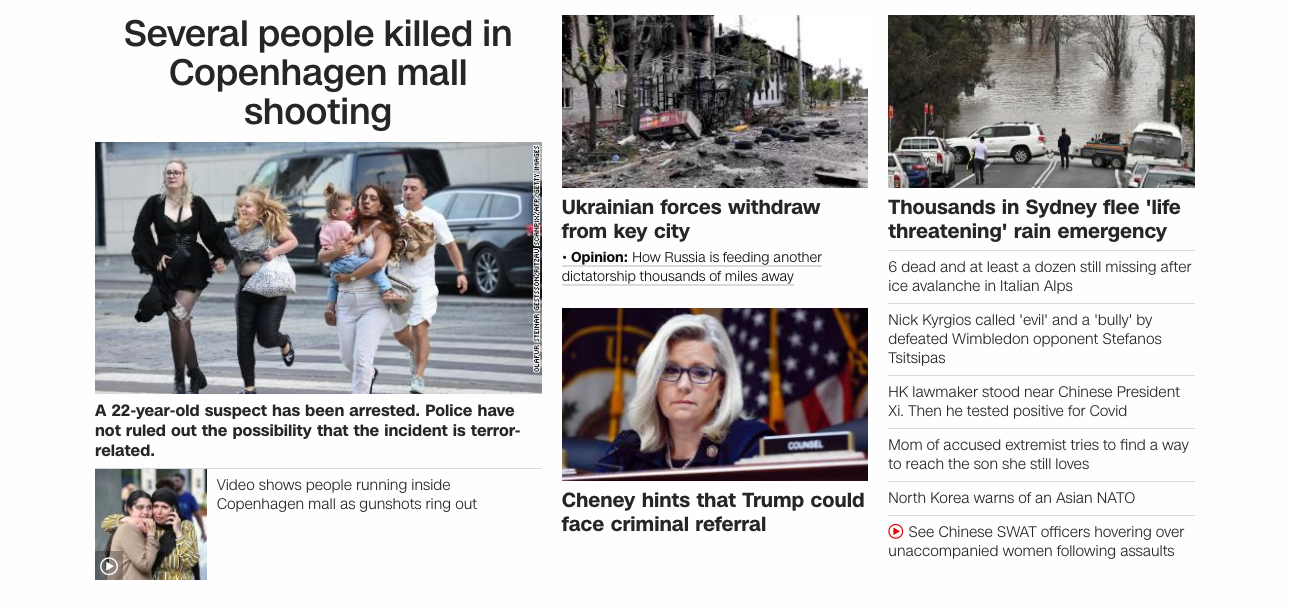 Several people killed in
Copenhagen mall
shooting
OLAFUR STEINAR GESTSSON/RITZAU SCANPIX/AFP/GETTY IMAGES
A 22-year-old suspect has been arrested. Police have
not ruled out the possibility that the incident is terror-
related.
Video shows people running inside
Copenhagen mall as gunshots ring out
Ukrainian forces withdraw
from key city
• Opinion: How Russia is feeding another
dictatorship thousands of miles away
COUNSEL
Cheney hints that Trump could
face criminal referral
Thousands in Sydney flee 'life
threatening' rain emergency
6 dead and at least a dozen still missing after
ice avalanche in Italian Alps
Nick Kyrgios called 'evil' and a 'bully' by
defeated Wimbledon opponent Stefanos
Tsitsipas
HK lawmaker stood near Chinese President
Xi. Then he tested positive for Covid
Mom of accused extremist tries to find a way
to reach the son she still loves
North Korea warns of an Asian NATO
See Chinese SWAT officers hovering over
unaccompanied women following assaults